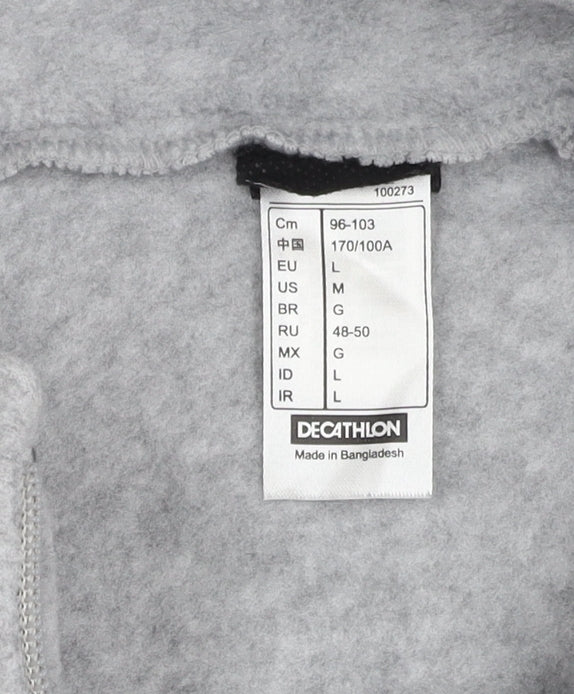 100273
Cm 96-103
中国 170/100A
EU L
US M
BR G
RU 48-50
MX G
ID L
IR L
DECATHLON
Made in Bangladesh